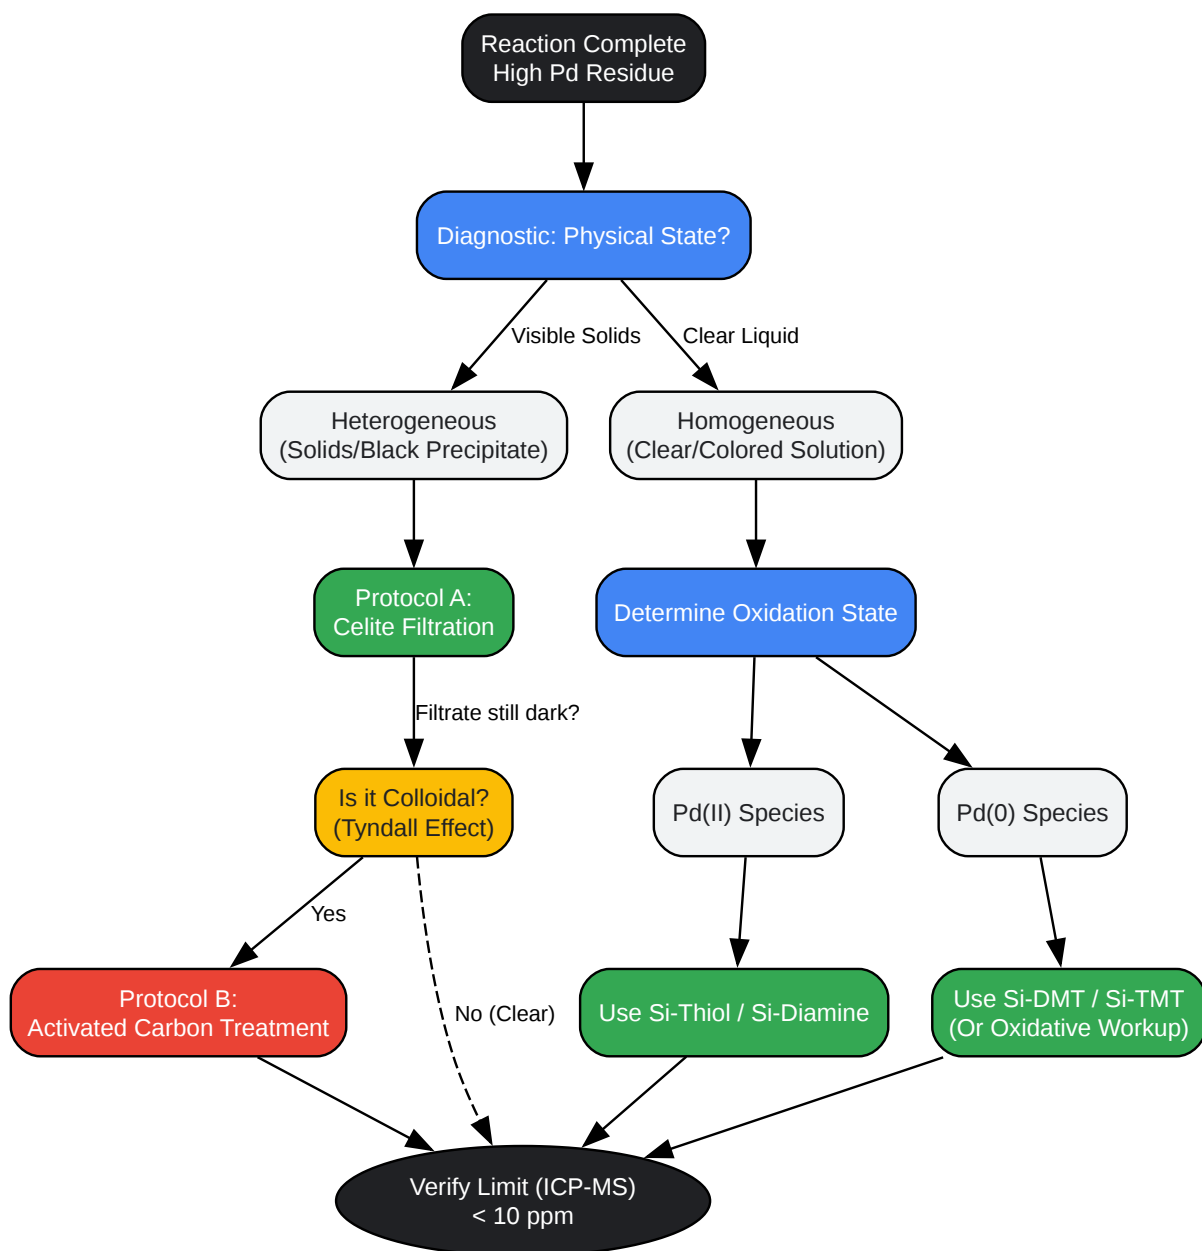 Reaction Complete
High Pd Residue
Diagnostic: Physical State?
Visible Solids
Clear Liquid
Heterogeneous
(Solids/Black Precipitate)
Homogeneous
(Clear/Colored Solution)
Protocol A:
Celite Filtration
Determine Oxidation State
Filtrate still dark?
Is it Colloidal?
(Tyndall Effect)
Pd(II) Species
Pd(0) Species
Yes
No (Clear)
Protocol B:
Activated Carbon Treatment
Use Si-Thiol / Si-Diamine
Use Si-DMT / Si-TMT
(Or Oxidative Workup)
Verify Limit (ICP-MS)
< 10 ppm